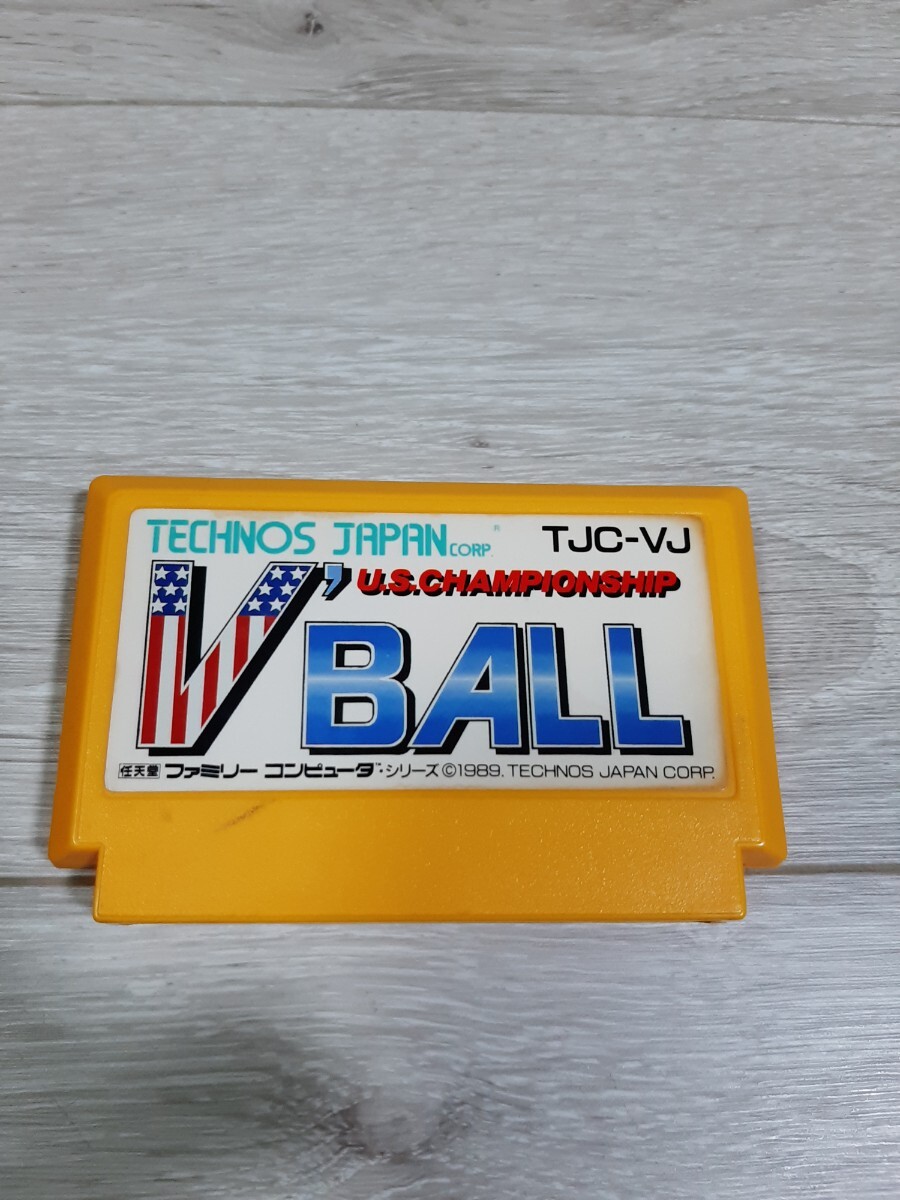 TECHNOS JAPAN CORP. ® TJC-VJ
V' U.S.CHAMPIONSHIP
BALL
任天堂 ファミリー コンピュータ・シリーズ ©1989. TECHNOS JAPAN CORP.